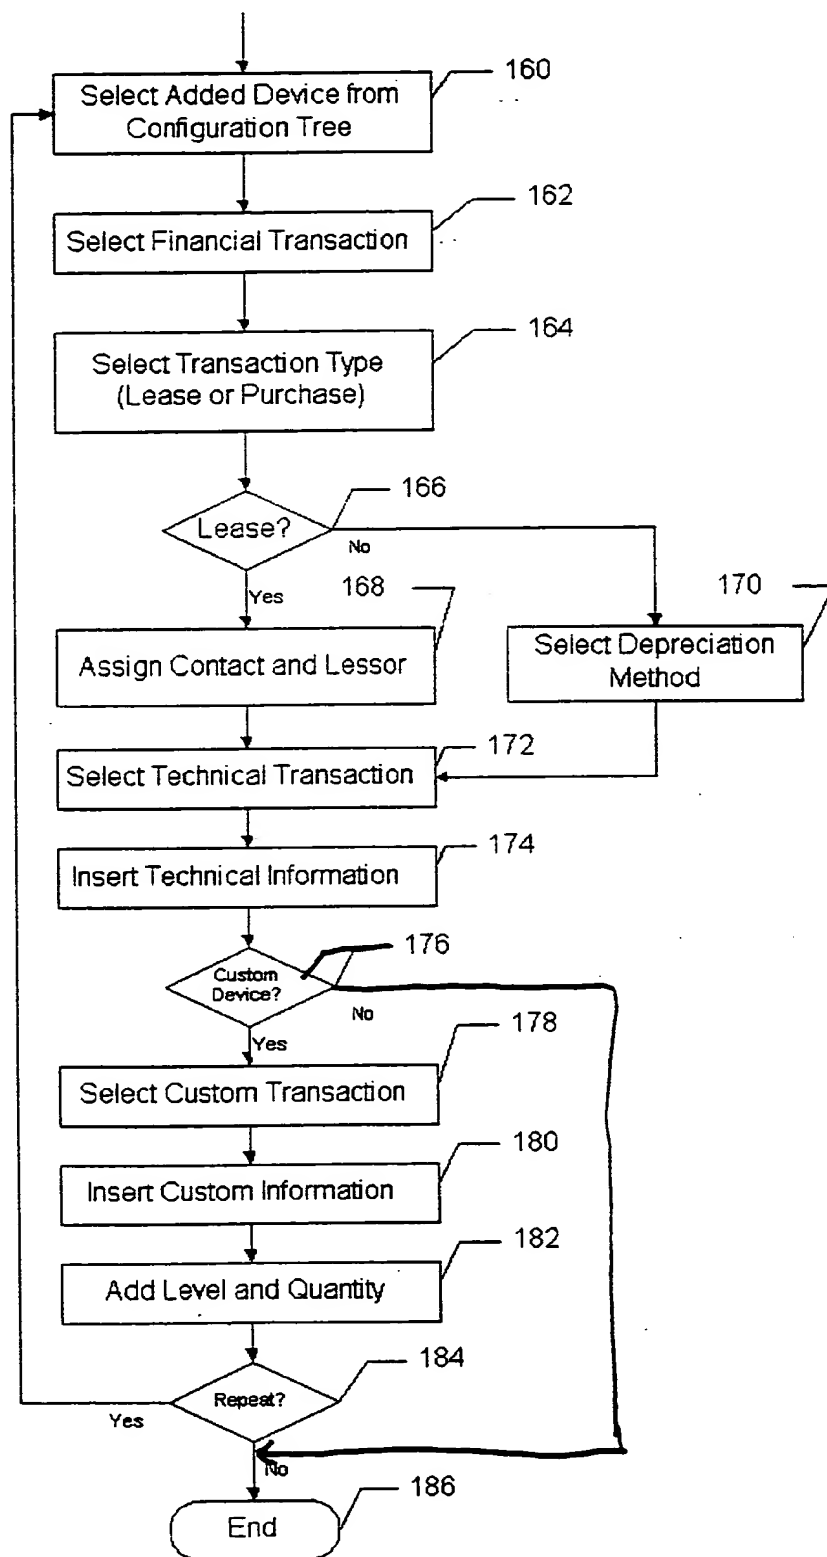 160
Select Added Device from
Configuration Tree
162
Select Financial Transaction
164
Select Transaction Type
(Lease or Purchase)
166
Lease?
No
Yes
168
170
Assign Contact and Lessor
Select Depreciation
Method
172
Select Technical Transaction
174
Insert Technical Information
176
Custom
Device?
No
Yes
178
Select Custom Transaction
180
Insert Custom Information
182
Add Level and Quantity
184
Repeat?
Yes
No
186
End